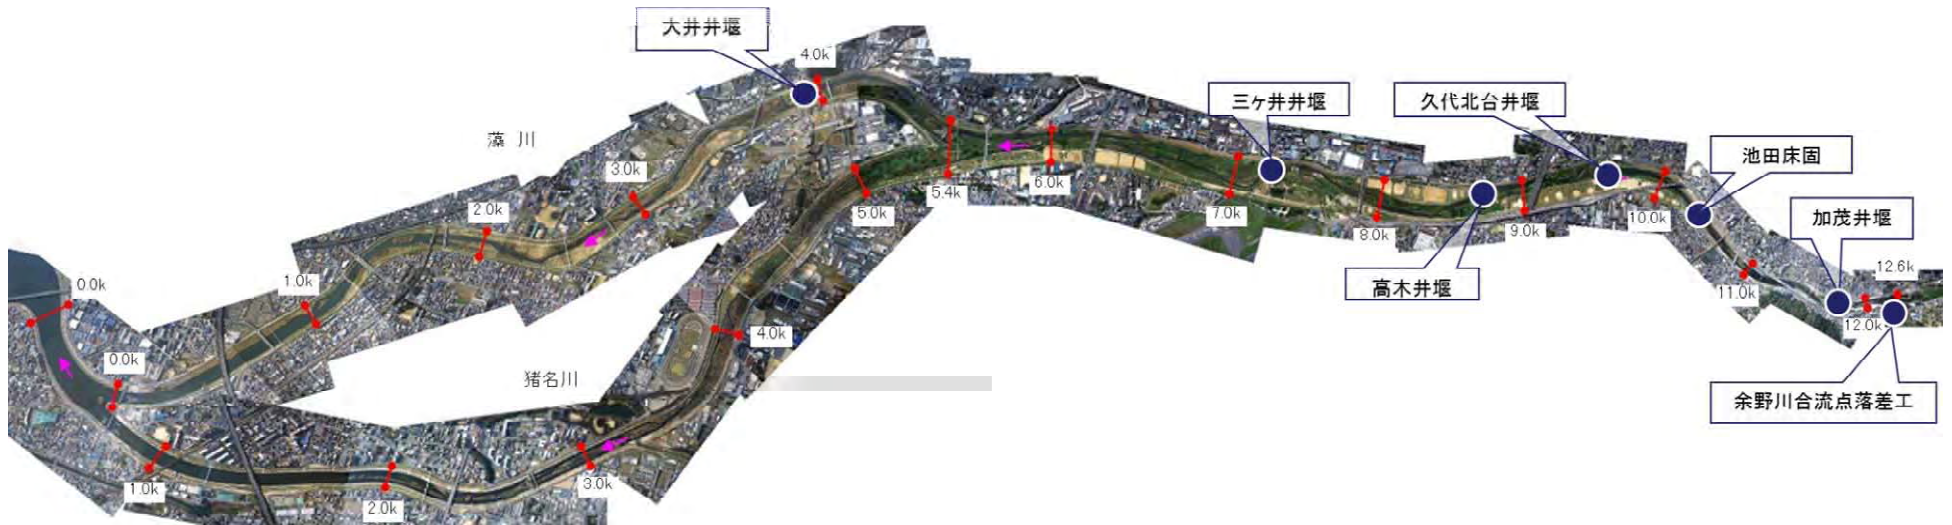 大井井堰
4.0k
三ヶ井井堰
久代北台井堰
藻 川
池田床固
3.0k
5.4k
6.0k
5.0k
7.0k
2.0k
8.0k
9.0k
10.0k
加茂井堰
高木井堰
12.6k
11.0k
12.0k
0.0k
1.0k
4.0k
0.0k
猪名川
余野川合流点落差工
1.0k
2.0k
3.0k